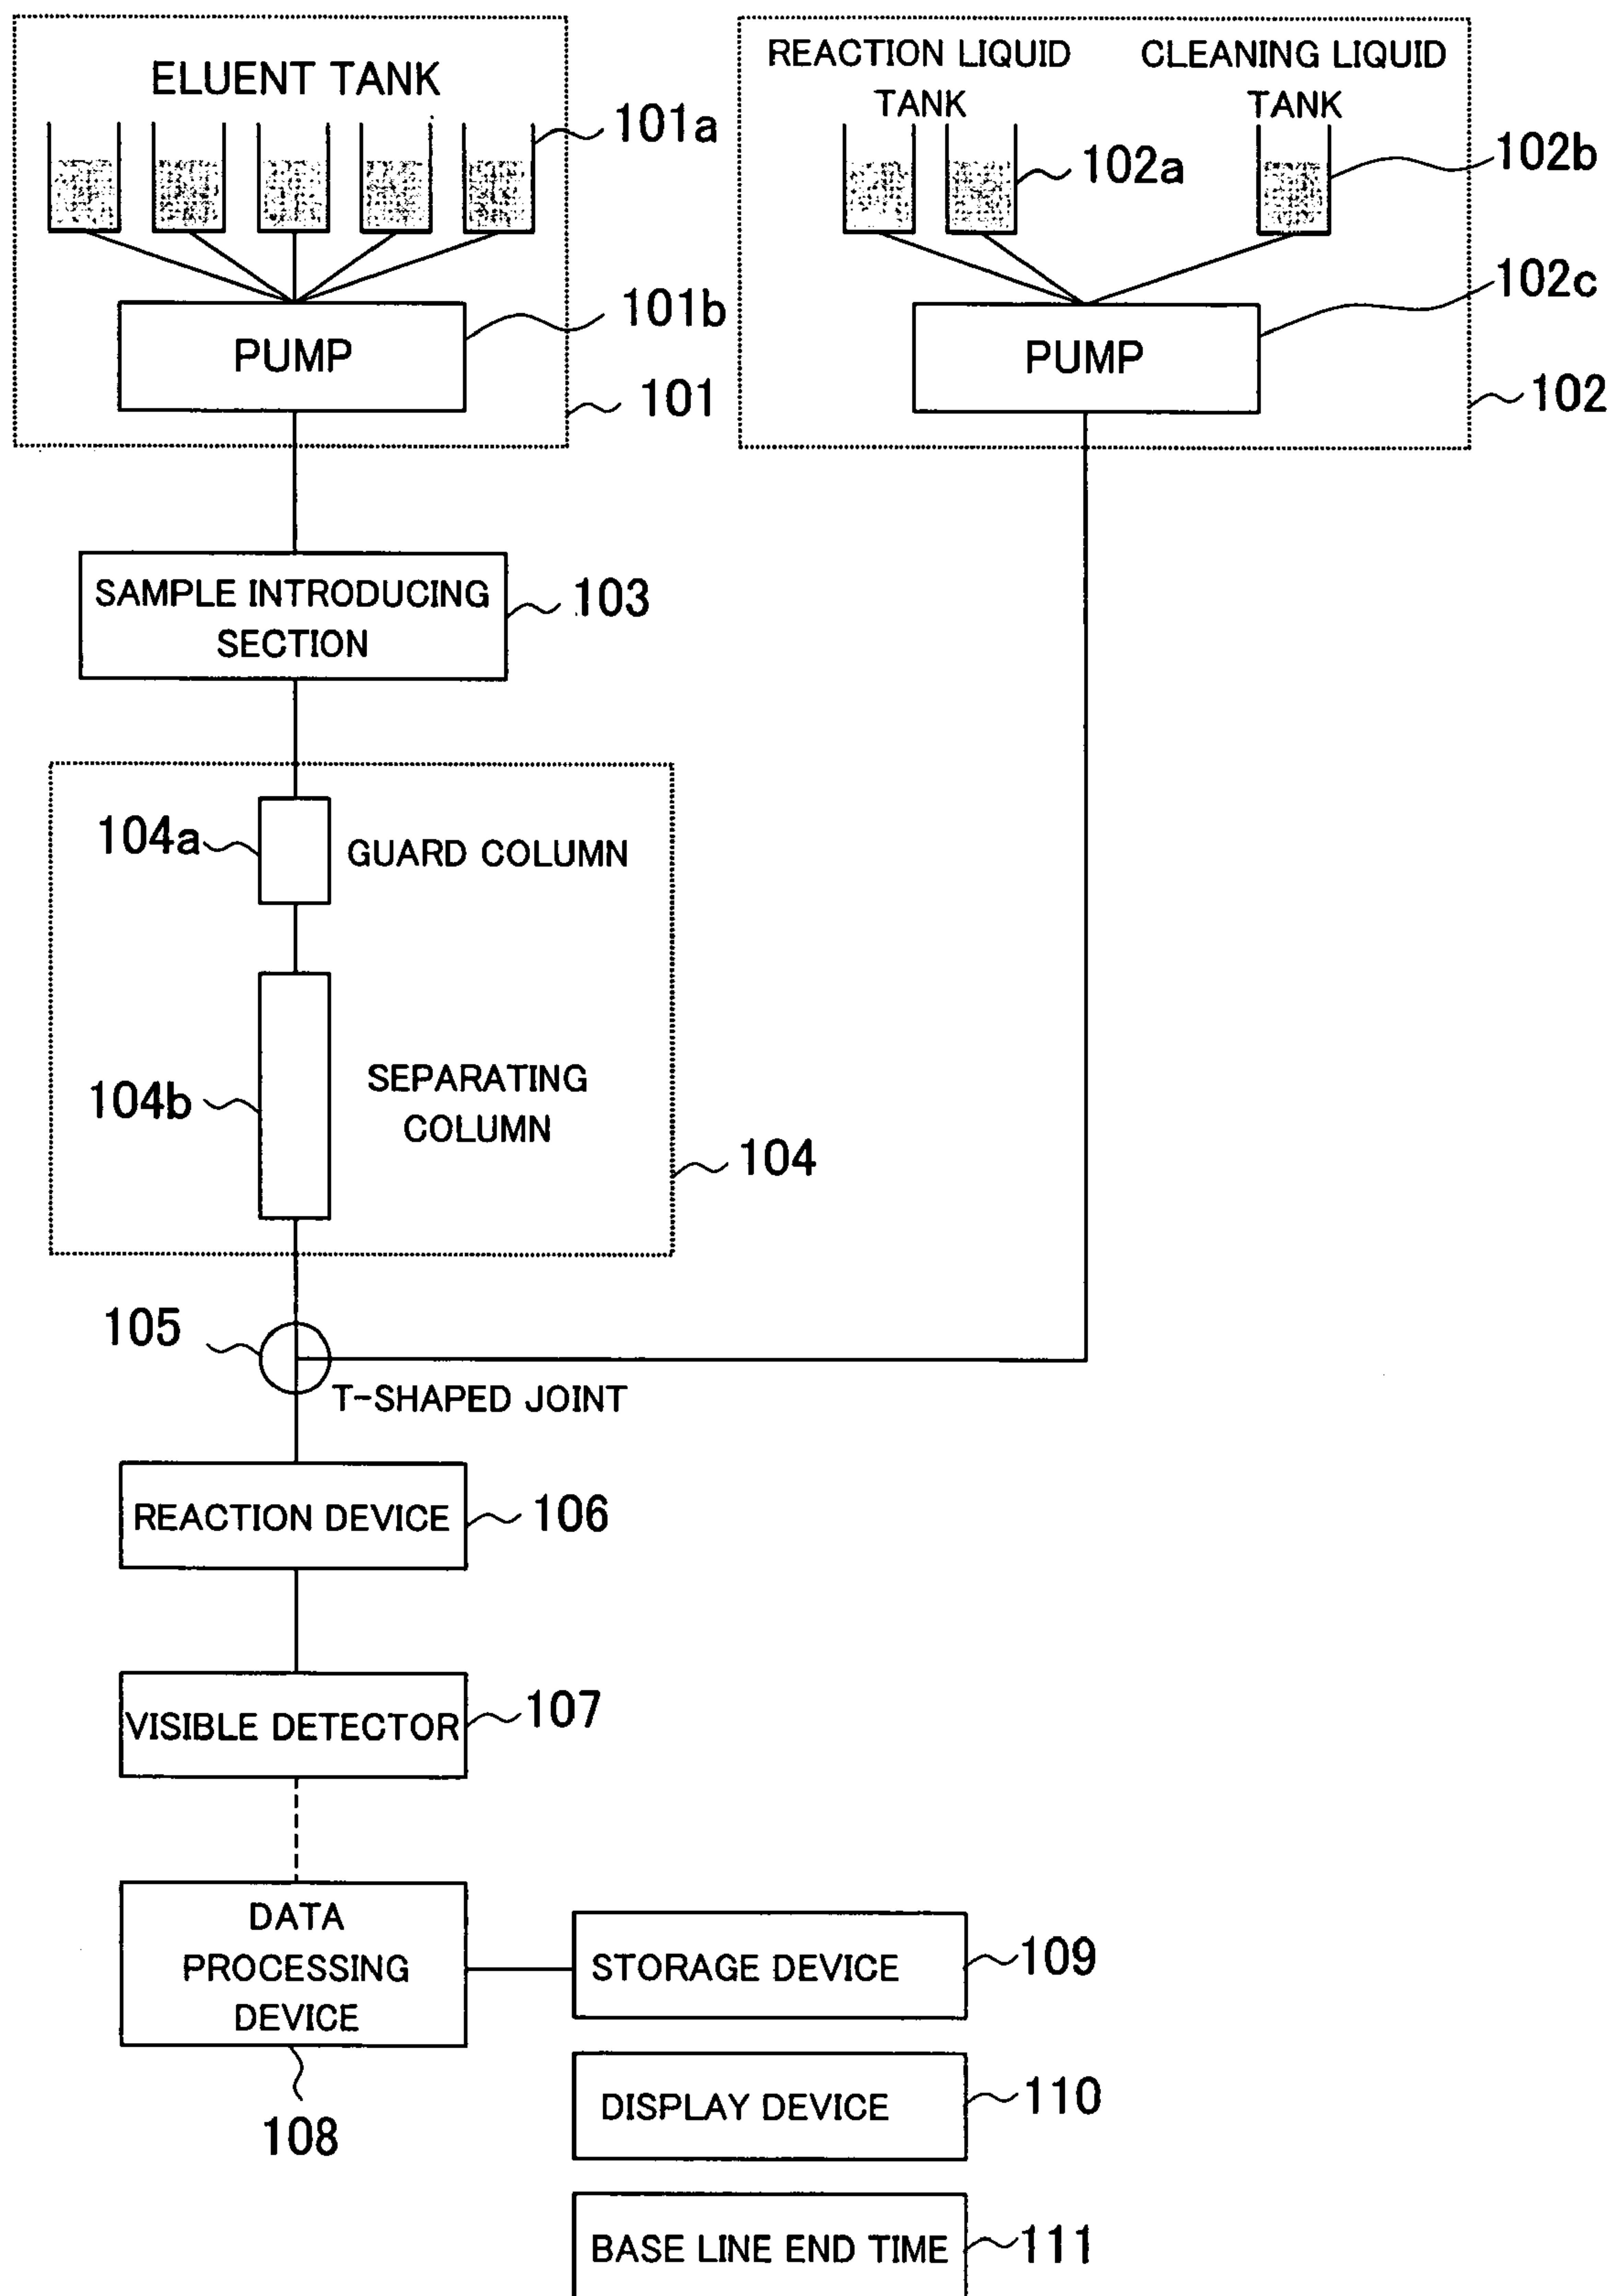 ELUENT TANK
101a
PUMP
101b
101
REACTION LIQUID
TANK
CLEANING LIQUID
TANK
102a
102b
102c
PUMP
102
SAMPLE INTRODUCING
SECTION
103
104a
GUARD COLUMN
104b
SEPARATING
COLUMN
104
105
T-SHAPED JOINT
REACTION DEVICE
106
VISIBLE DETECTOR
107
DATA
PROCESSING
DEVICE
108
STORAGE DEVICE
109
DISPLAY DEVICE
110
BASE LINE END TIME
111